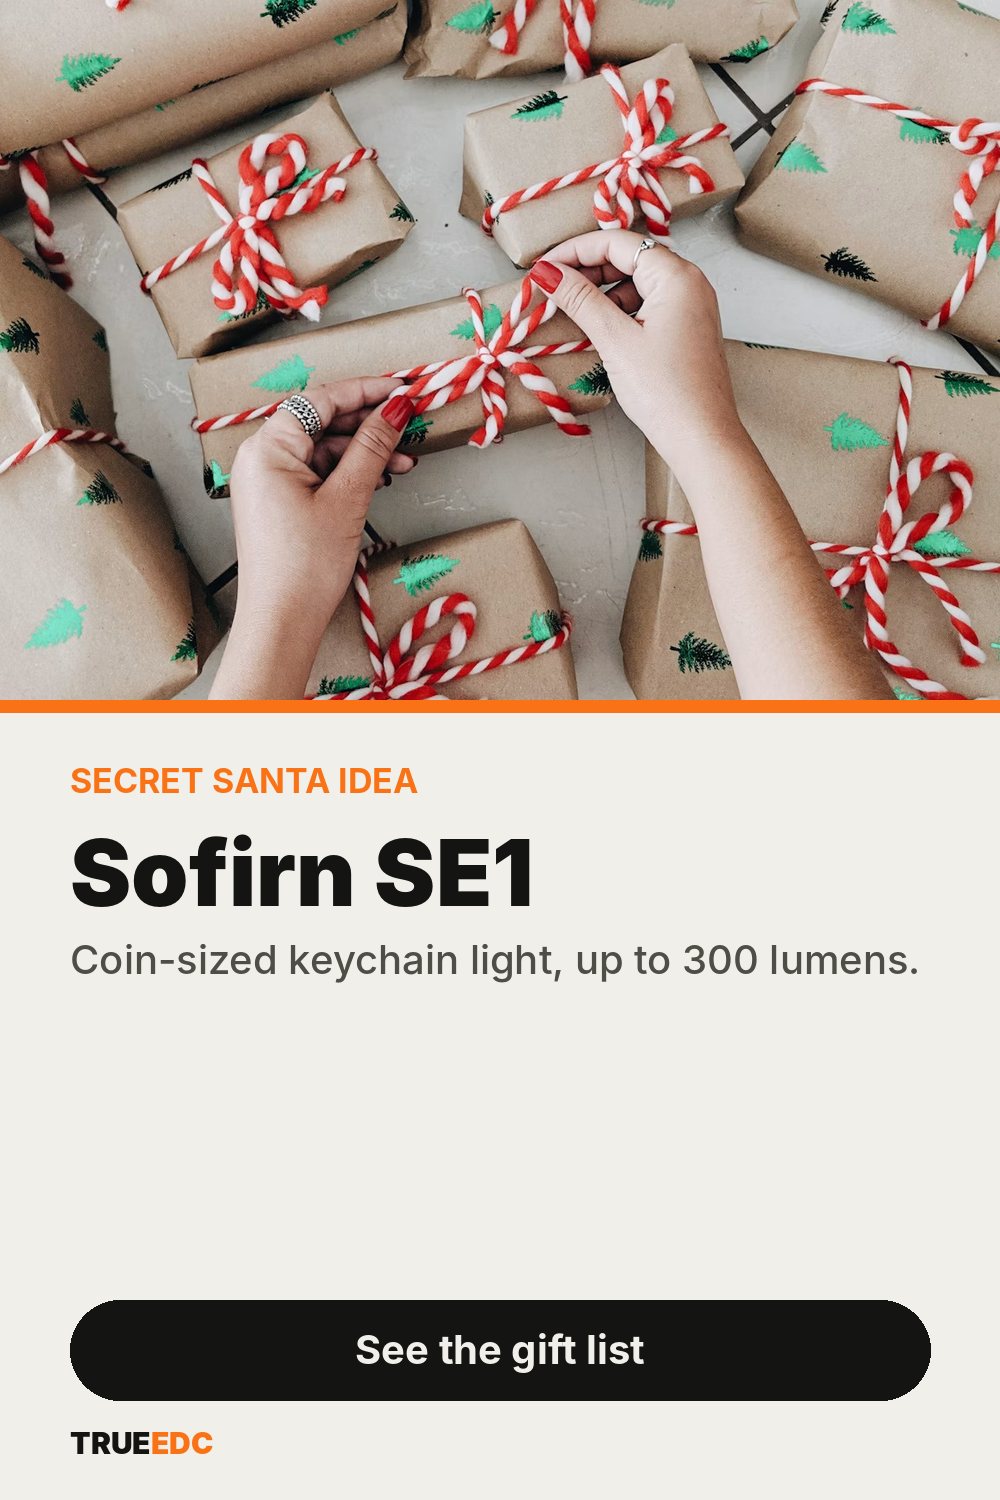 SECRET SANTA IDEA
Sofirn SE1
Coin-sized keychain light, up to 300 lumens.
See the gift list
TRUEEDC